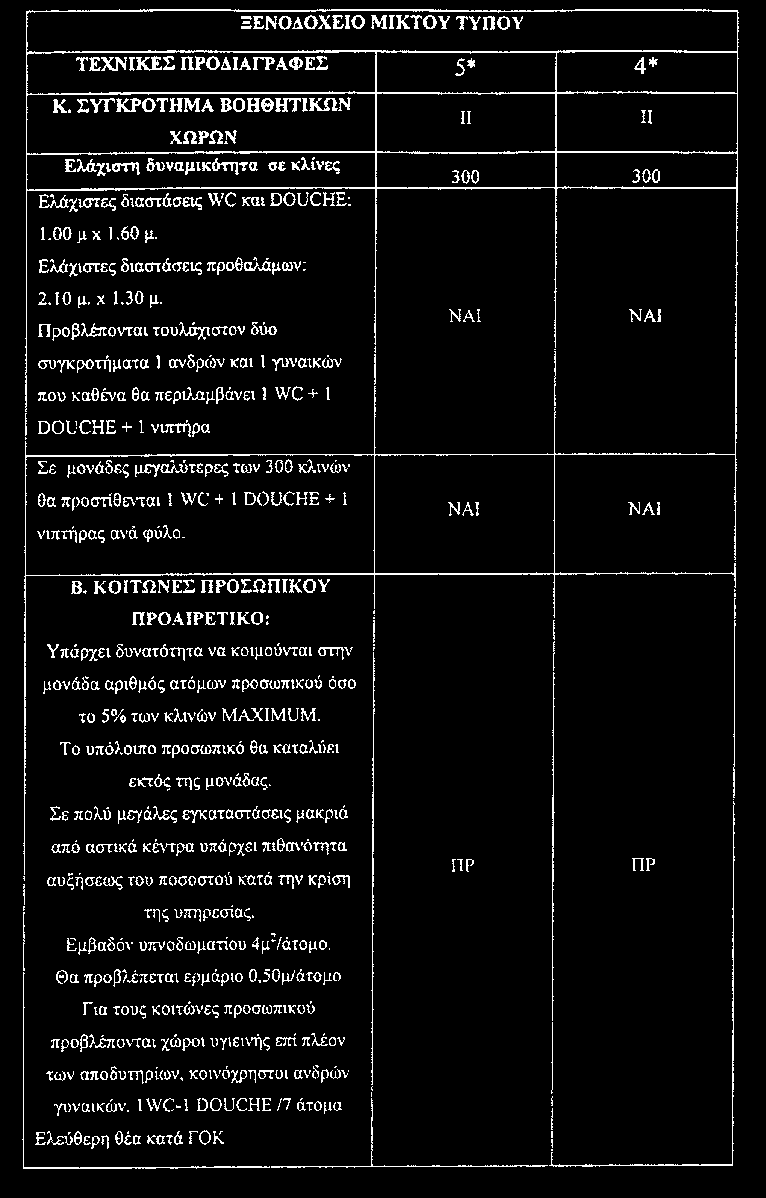 ΞΕΝΟΔΟΧΕΙΟ ΜΙΚΤΟΥ ΤΥΠΟΥ
ΤΕΧΝΙΚΕΣ ΠΡΟΔΙΑΓΡΑΦΕΣ 5* 4*
Κ. ΣΥΓΚΡΟΤΗΜΑ ΒΟΗΘΗΤΙΚΩΝ
ΧΩΡΩΝ
II II
Ελάχιστη δυναμικότητα σε κλίνες 300 300
Ελάχιστες διαστάσεις WC και DOUCHE:
1.00 μ x 1.60 μ.
Ελάχιστες διαστάσεις προθαλάμων:
2.10 μ. x 1.30 μ.
Προβλέπονται τουλάχιστον δύο
συγκροτήματα 1 ανδρών και 1 γυναικών
που καθένα θα περιλαμβάνει 1 WC + 1
DOUCHE + 1 νιπτήρα
ΝΑΙ ΝΑΙ
Σε μονάδες μεγαλύτερες των 300 κλινών
θα προστίθενται 1 WC + 1 DOUCHE + 1
νιπτήρας ανά φύλο.
ΝΑΙ ΝΑΙ
Β. ΚΟΙΤΩΝΕΣ ΠΡΟΣΩΠΙΚΟΥ
ΠΡΟΑΙΡΕΤΙΚΟ:
Υπάρχει δυνατότητα να κοιμούνται στην
μονάδα αριθμός ατόμων προσωπικού όσο
το 5% των κλινών MAXIMUM.
Το υπόλοιπο προσωπικό θα καταλύει
εκτός της μονάδας.
Σε πολύ μεγάλες εγκαταστάσεις μακριά
από αστικά κέντρα υπάρχει πιθανότητα
αυξήσεως του ποσοστού κατά την κρίση
της υπηρεσίας.
Εμβαδόν υπνοδωματίου 4μ²/άτομο.
Θα προβλέπεται ερμάριο 0,50μ/άτομο
Για τους κοιτώνες προσωπικού
προβλέπονται χώροι υγιεινής επί πλέον
των αποδυτηρίων, κοινόχρηστοι ανδρών
γυναικών. 1WC-1 DOUCHE /7 άτομα
Ελεύθερη θέα κατά ΓΟΚ
ΠΡ ΠΡ